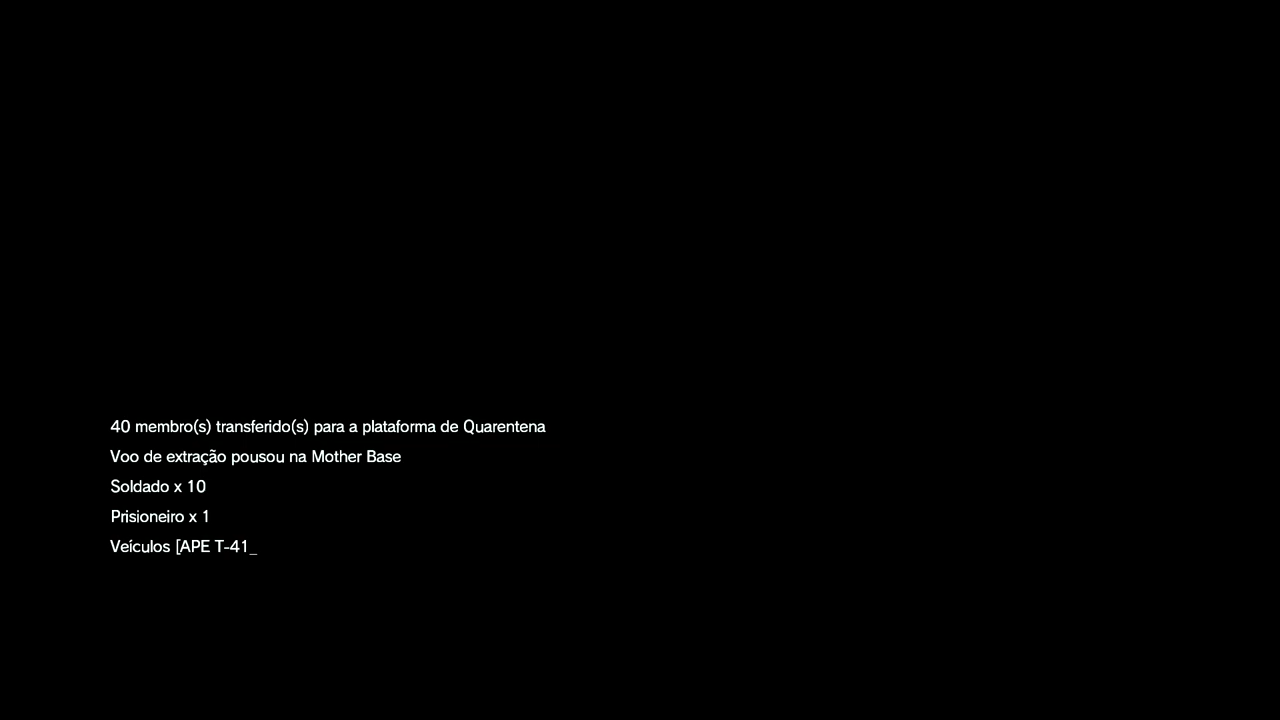 40 membro(s) transferido(s) para a plataforma de Quarentena
Voo de extração pousou na Mother Base
Soldado x 10
Prisioneiro x 1
Veículos [APE T-41_